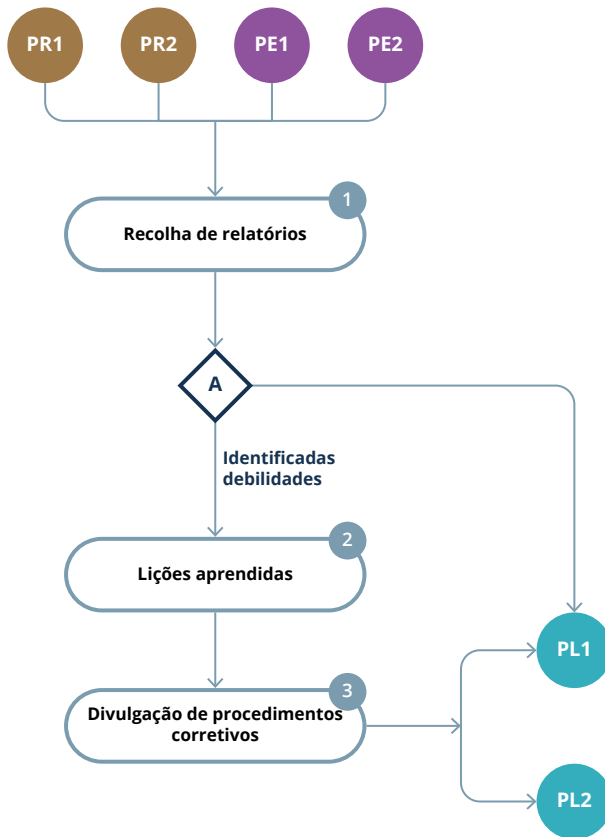 PR1
PR2
PE1
PE2
1
Recolha de relatórios
A
Identificadas
debilidades
2
Lições aprendidas
3
Divulgação de procedimentos
corretivos
PL1
PL2